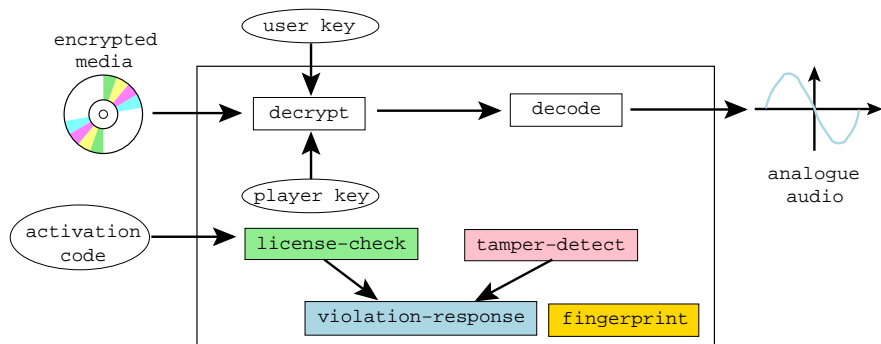 user key
encrypted
media
decrypt
decode
analogue
audio
player key
activation
code
license-check
tamper-detect
violation-response
fingerprint